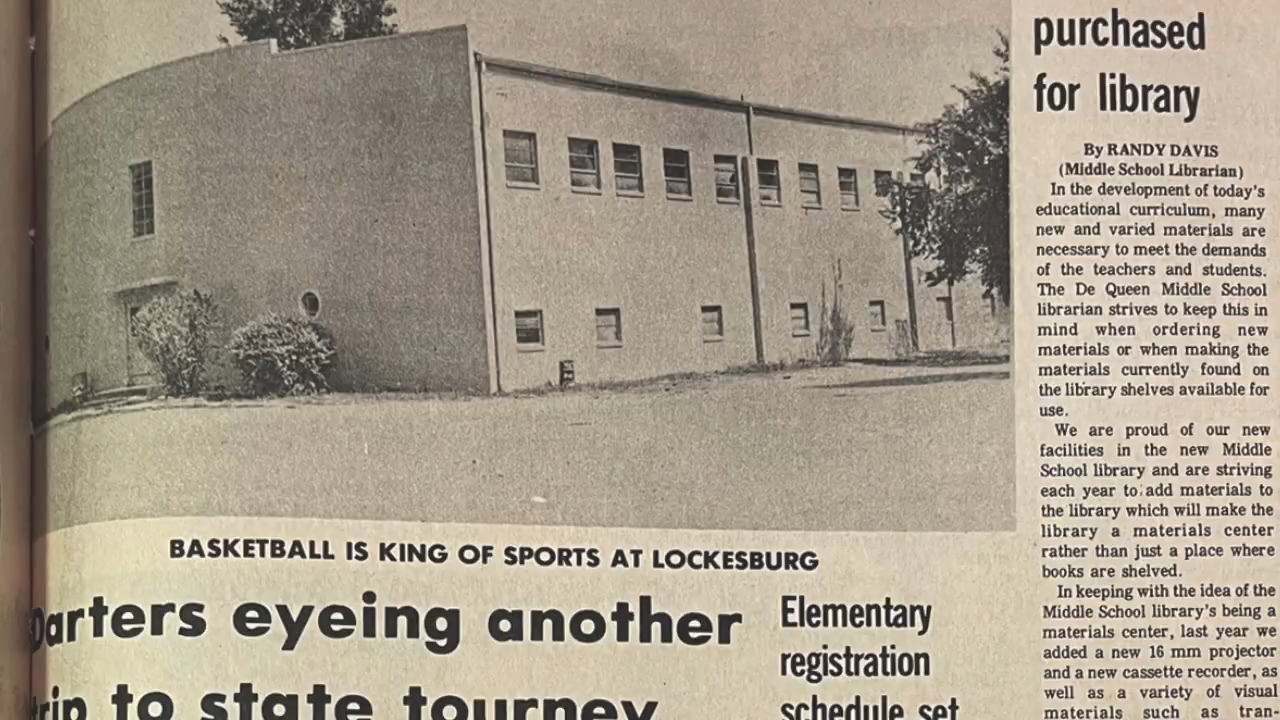 BASKETBALL IS KING OF SPORTS AT LOCKESBURG
Darters eyeing another
trip to state tourney
Elementary
registration
schedule set
purchased
for library
By RANDY DAVIS
(Middle School Librarian)
In the development of today's
educational curriculum, many
new and varied materials are
necessary to meet the demands
of the teachers and students.
The De Queen Middle School
librarian strives to keep this in
mind when ordering new
materials or when making the
materials currently found on
the library shelves available for
use.
We are proud of our new
facilities in the new Middle
School library and are striving
each year to add materials to
the library which will make the
library a materials center
rather than just a place where
books are shelved.
In keeping with the idea of the
Middle School library's being a
materials center, last year we
added a new 16 mm projector
and a new cassette recorder, as
well as a variety of visual
materials such as tran-